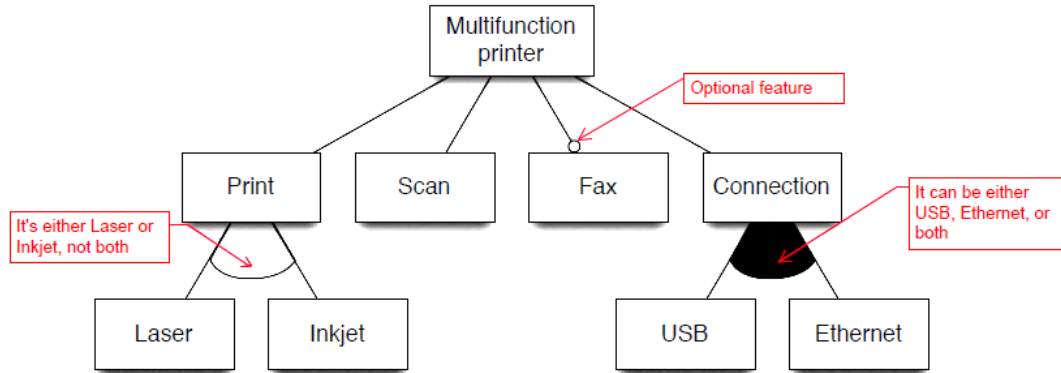 Multifunction
printer
Optional feature
Print
Scan
Fax
Connection
It's either Laser or
Inkjet, not both
It can be either
USB, Ethernet, or
both
Laser
Inkjet
USB
Ethernet